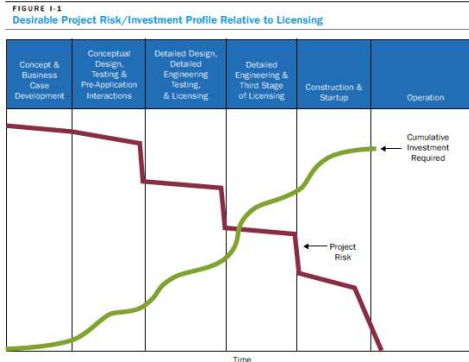 FIGURE I-1
Desirable Project Risk/Investment Profile Relative to Licensing
Concept &
Business
Case
Development
Conceptual
Design,
Testing &
Pre-Application
Interactions
Detailed Design,
Detailed
Engineering
Testing,
& Licensing
Detailed
Engineering &
Third Stage
of Licensing
Construction &
Startup
Operation
Cumulative
Investment
Required
Project
Risk
Time